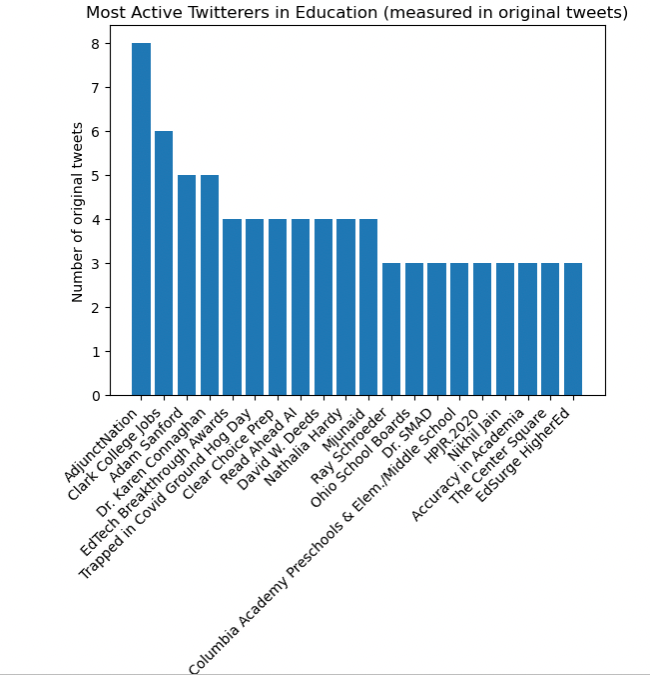 Most Active Twitterers in Education (measured in original tweets)
Number of original tweets
8
7
6
5
4
3
2
1
0
AdjunctNation
Clark College Jobs
Adam Sanford
Dr. Karen Connaghan
EdTech Breakthrough Awards
Trapped in Covid Ground Hog Day
Clear Choice Prep
Read Ahead AI
David W. Deeds
Nathalia Hardy
Mjunaid
Ray Schroeder
Ohio School Boards
Dr. SMAD
Columbia Academy Preschools & Elem./Middle School
HPJR.2020
Nikhil Jain
Accuracy in Academia
The Center Square
EdSurge HigherEd